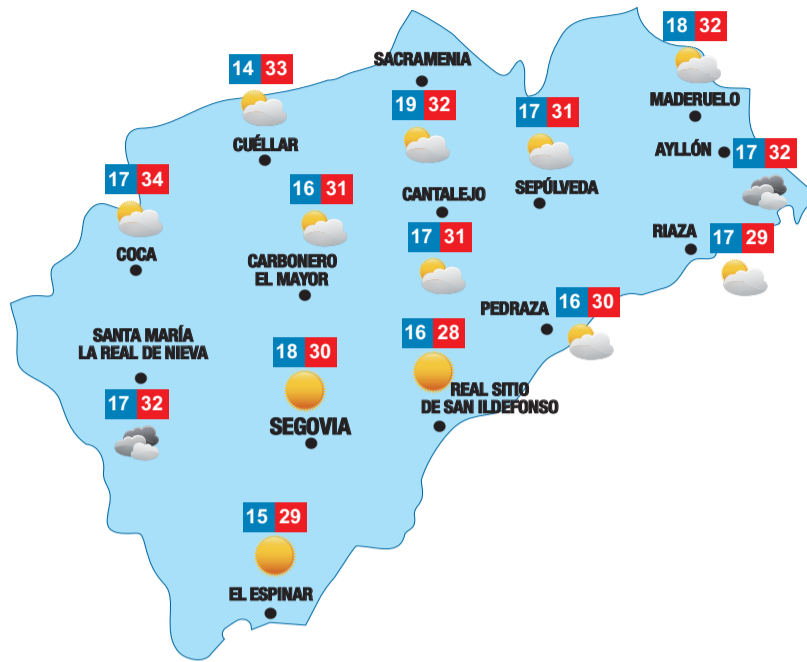 18 32
MADERUELO
SACRAMENIA
19 32
14 33
CUÉLLAR
17 31
SEPÚLVEDA
AYLLÓN
17 32
17 34
COCA
16 31
CARBONERO
EL MAYOR
CANTALEJO
17 31
RIAZA
17 29
PEDRAZA
16 30
SANTA MARÍA
LA REAL DE NIEVA
17 32
18 30
SEGOVIA
16 28
REAL SITIO
DE SAN ILDEFONSO
15 29
EL ESPINAR